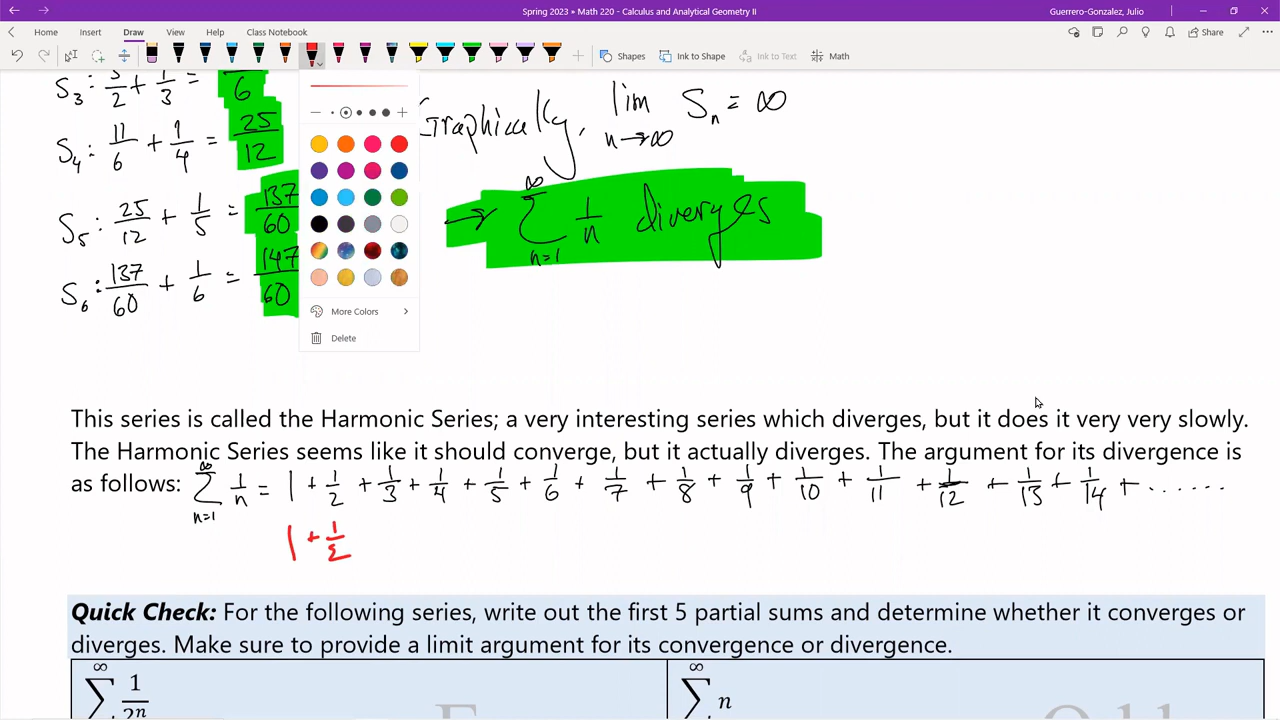 Spring 2023 » Math 220 - Calculus and Analytical Geometry II
Guerrero-Gonzalez, Julio
Home Insert Draw View Help Class Notebook
Share
Shapes Ink to Shape Ink to Text Math
S₃: 3/2 + 1/3 = 6
S₄: 11/6 + 1/4 = 25/12
S₅: 25/12 + 1/5 = 137/60
S₆: 137/60 + 1/6 = 147/60
More Colors
Delete
Graphically, lim n→∞ Sₙ = ∞
→ ∞ Σ n=1 1/n diverges
This series is called the Harmonic Series; a very interesting series which diverges, but it does it very very slowly.
The Harmonic Series seems like it should converge, but it actually diverges. The argument for its divergence is
as follows: ∞ Σ n=1 1/n = 1 + 1/2 + 1/3 + 1/4 + 1/5 + 1/6 + 1/7 + 1/8 + 1/9 + 1/10 + 1/11 + 1/12 + 1/13 + 1/14 + ......
1 + 1/2
Quick Check: For the following series, write out the first 5 partial sums and determine whether it converges or
diverges. Make sure to provide a limit argument for its convergence or divergence.
∞ Σ 1/2n
∞ Σ n